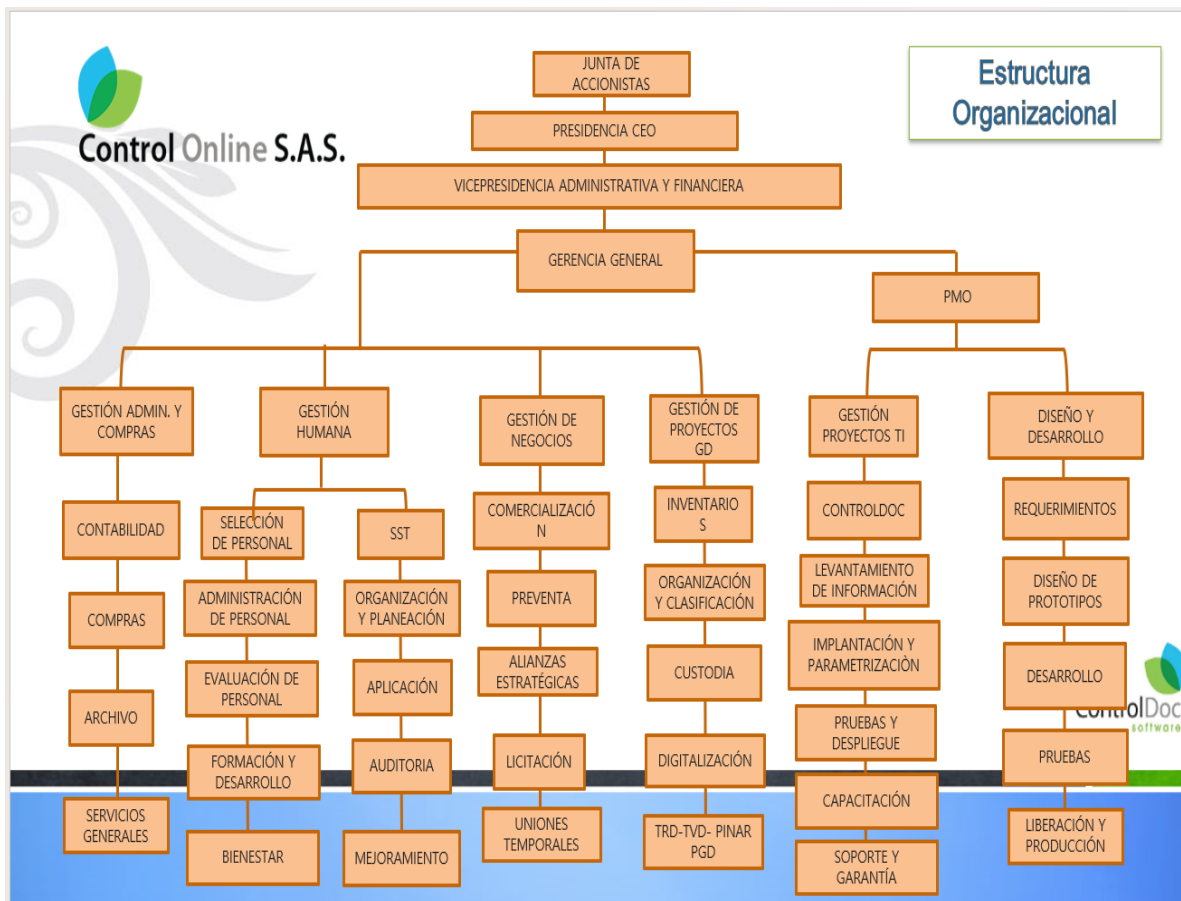 Control Online S.A.S.
Estructura
Organizacional
JUNTA DE
ACCIONISTAS
PRESIDENCIA CEO
VICEPRESIDENCIA ADMINISTRATIVA Y FINANCIERA
GERENCIA GENERAL
PMO
GESTIÓN ADMIN. Y
COMPRAS
CONTABILIDAD
COMPRAS
ARCHIVO
SERVICIOS
GENERALES
GESTIÓN
HUMANA
SELECCIÓN
DE PERSONAL
ADMINISTRACIÓN
DE PERSONAL
EVALUACIÓN DE
PERSONAL
FORMACIÓN Y
DESARROLLO
BIENESTAR
SST
ORGANIZACIÓN
Y PLANEACIÓN
APLICACIÓN
AUDITORIA
MEJORAMIENTO
GESTIÓN DE
NEGOCIOS
COMERCIALIZACIÓ
N
PREVENTA
ALIANZAS
ESTRATÉGICAS
LICITACIÓN
UNIONES
TEMPORALES
GESTIÓN DE
PROYECTOS
GD
INVENTARIO
S
ORGANIZACIÓN
Y CLASIFICACIÓN
CUSTODIA
DIGITALIZACIÓN
TRD-TVD- PINAR
PGD
GESTIÓN
PROYECTOS TI
CONTROLDOC
LEVANTAMIENTO
DE INFORMACIÓN
IMPLANTACIÓN Y
PARAMETRIZACIÒN
PRUEBAS Y
DESPLIEGUE
CAPACITACIÓN
SOPORTE Y
GARANTÍA
DISEÑO Y
DESARROLLO
REQUERIMIENTOS
DISEÑO DE
PROTOTIPOS
DESARROLLO
PRUEBAS
LIBERACIÓN Y
PRODUCCIÓN
ControlDoc
software